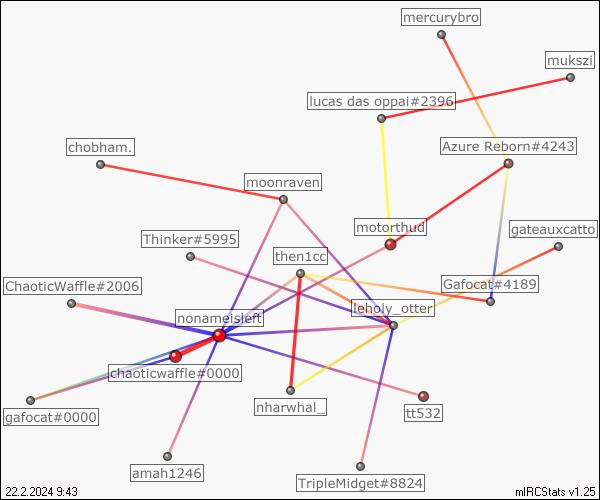 mercurybro
mukszi
lucas das oppai#2396
chobham.
Azure Reborn#4243
moonraven
motorthud
gateauxcatto
Thinker#5995
then1cc
ChaoticWaffle#2006
Gafocat#4189
leholy_otter
nonameisleft
chaoticwaffle#0000
nharwhal_
tt532
gafocat#0000
amah1246
TripleMidget#8824
22.2.2024 9:43
mIRCStats v1.25